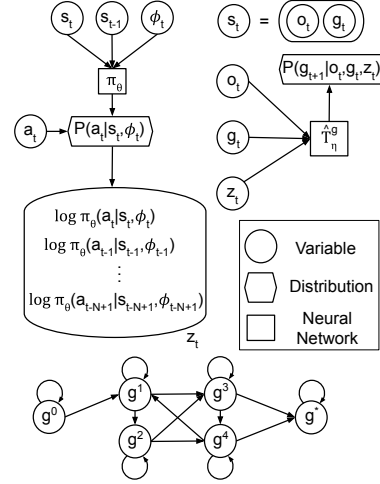 s_t s_{t-1} ϕ_t
π_θ
a_t P(a_t|s_t,ϕ_t)
log π_θ(a_t|s_t,ϕ_t)
log π_θ(a_{t-1}|s_{t-1},ϕ_{t-1})
⋮
log π_θ(a_{t-N+1}|s_{t-N+1},ϕ_{t-N+1})
z_t
s_t = o_t g_t
P(g_{t+1}|o_t,g_t,z_t)
o_t
g_t
T̂^g_η
z_t
Variable
Distribution
Neural
Network
g^1 g^3
g^0 g^*
g^2 g^4